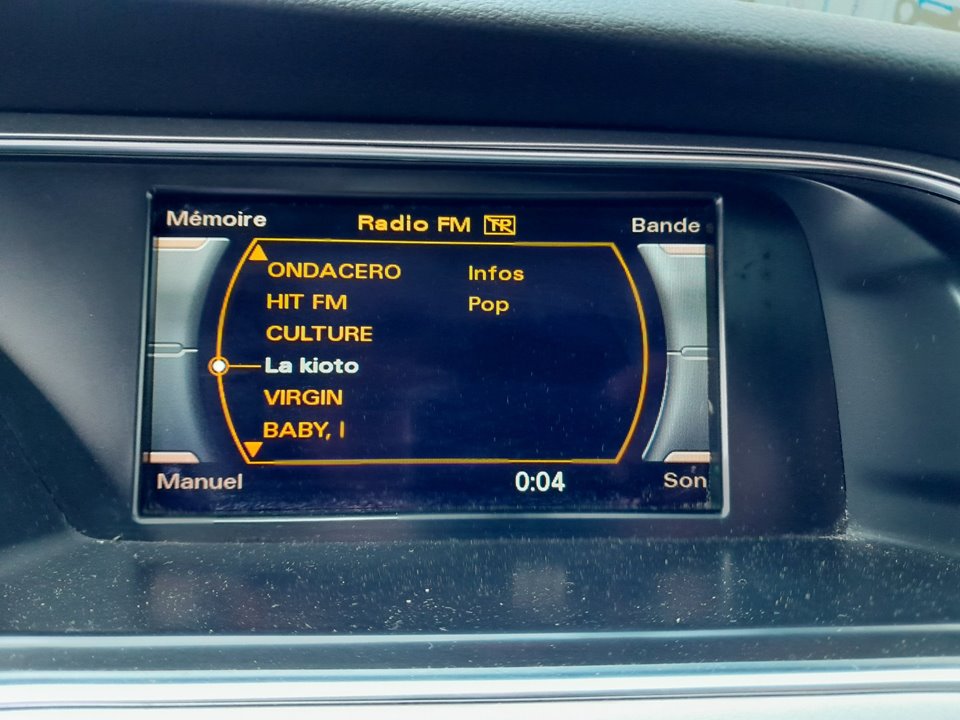 Mémoire Radio FM TP Bande
ONDACERO Infos
HIT FM Pop
CULTURE
La kioto
VIRGIN
BABY, I
Manuel 0:04 Son